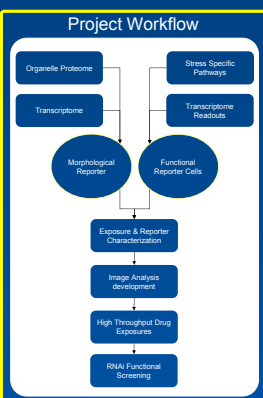 Project Workflow
Organelle Proteome
Stress Specific
Pathways
Transcriptome
Transcriptome
Readouts
Morphological
Reporter
Functional
Reporter Cells
Exposure & Reporter
Characterization
Image Analysis
development
High Throughput Drug
Exposures
RNAi Functional
Screening